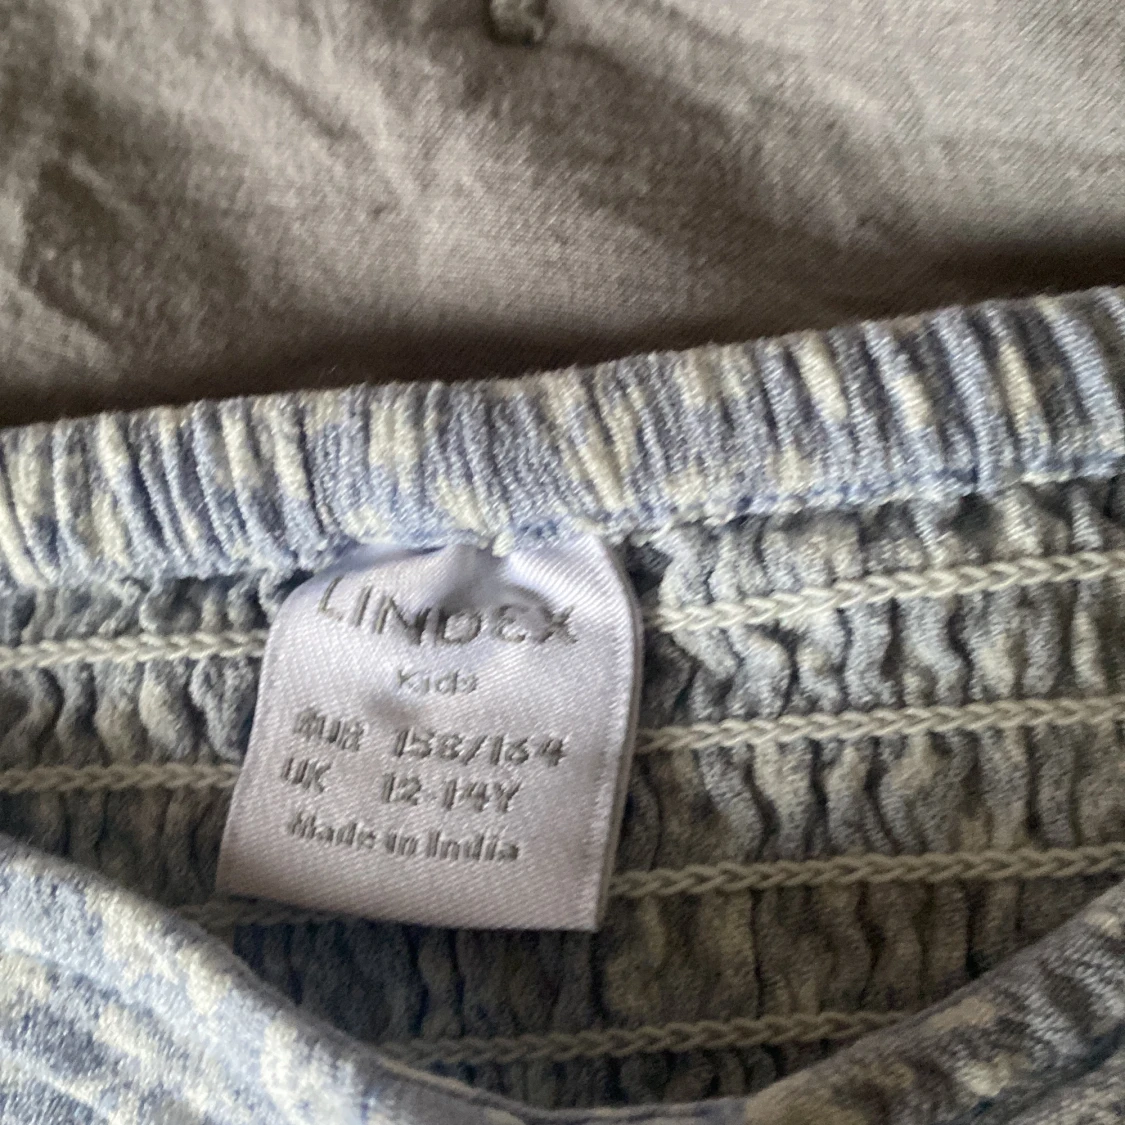 LINDEX
Kids
EUR 158/164
UK 12-14Y
Made in India